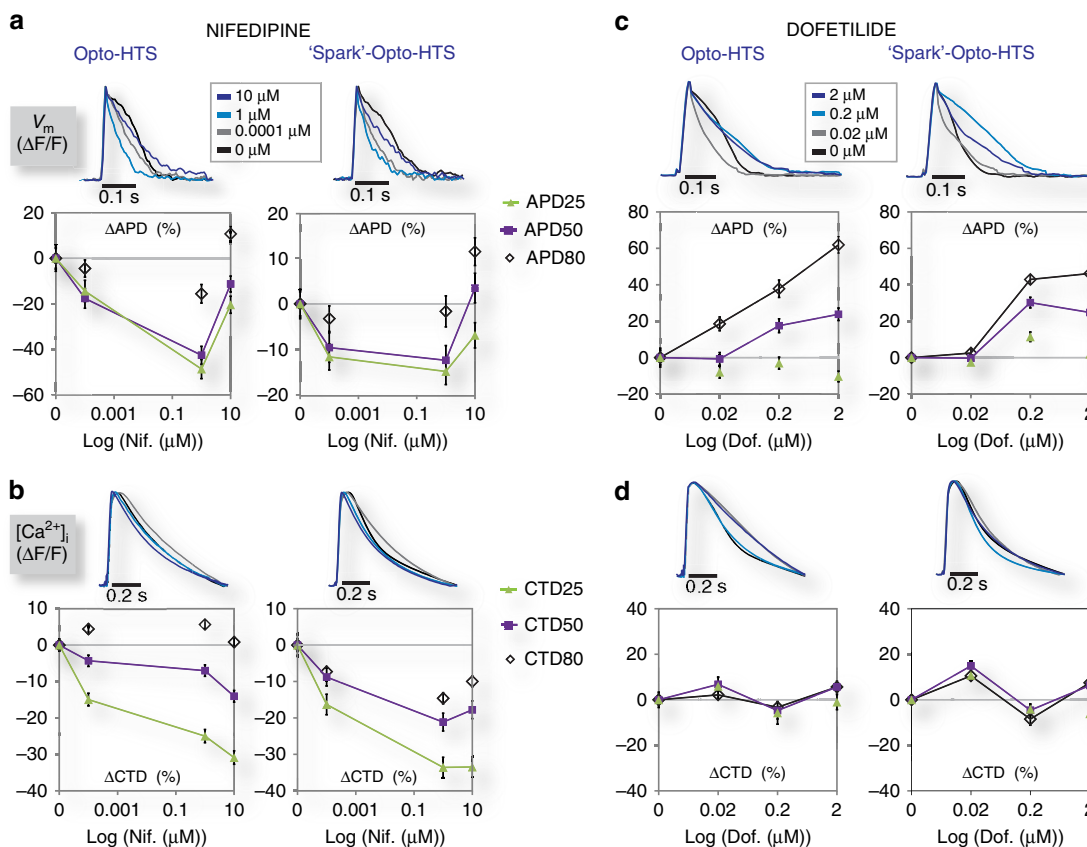 a
NIFEDIPINE
Opto-HTS
'Spark'-Opto-HTS
Vm
(ΔF/F)
10 μM
1 μM
0.0001 μM
0 μM
0.1 s
0.1 s
20
0
−20
−40
−60
ΔAPD (%)
0
0.001
0.1
10
Log (Nif. (μM))
20
10
0
−10
−20
ΔAPD (%)
0
0.001
0.1
10
Log (Nif. (μM))
APD25
APD50
APD80
c
DOFETILIDE
Opto-HTS
'Spark'-Opto-HTS
2 μM
0.2 μM
0.02 μM
0 μM
0.1 s
0.1 s
80
60
40
20
0
−20
ΔAPD (%)
0
0.02
0.2
2
Log (Dof. (μM))
80
60
40
20
0
−20
ΔAPD (%)
0
0.02
0.2
2
Log (Dof. (μM))
b
[Ca2+]i
(ΔF/F)
0.2 s
0.2 s
10
0
−10
−20
−30
−40
ΔCTD (%)
0
0.001
0.1
10
Log (Nif. (μM))
10
0
−10
−20
−30
−40
ΔCTD (%)
0
0.001
0.1
10
Log (Nif. (μM))
CTD25
CTD50
CTD80
d
0.2 s
0.2 s
40
20
0
−20
−40
ΔCTD (%)
0
0.02
0.2
2
Log (Dof. (μM))
40
20
0
−20
−40
ΔCTD (%)
0
0.02
0.2
2
Log (Dof. (μM))